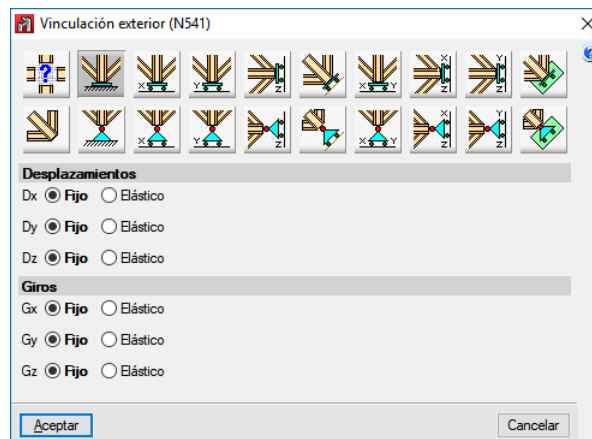 Vinculación exterior (N541)
?
X Y Z X Z Y Z
X Y
X Y Z X Y X Z Y Z
Desplazamientos
Dx Fijo Elástico
Dy Fijo Elástico
Dz Fijo Elástico
Giros
Gx Fijo Elástico
Gy Fijo Elástico
Gz Fijo Elástico
Aceptar Cancelar